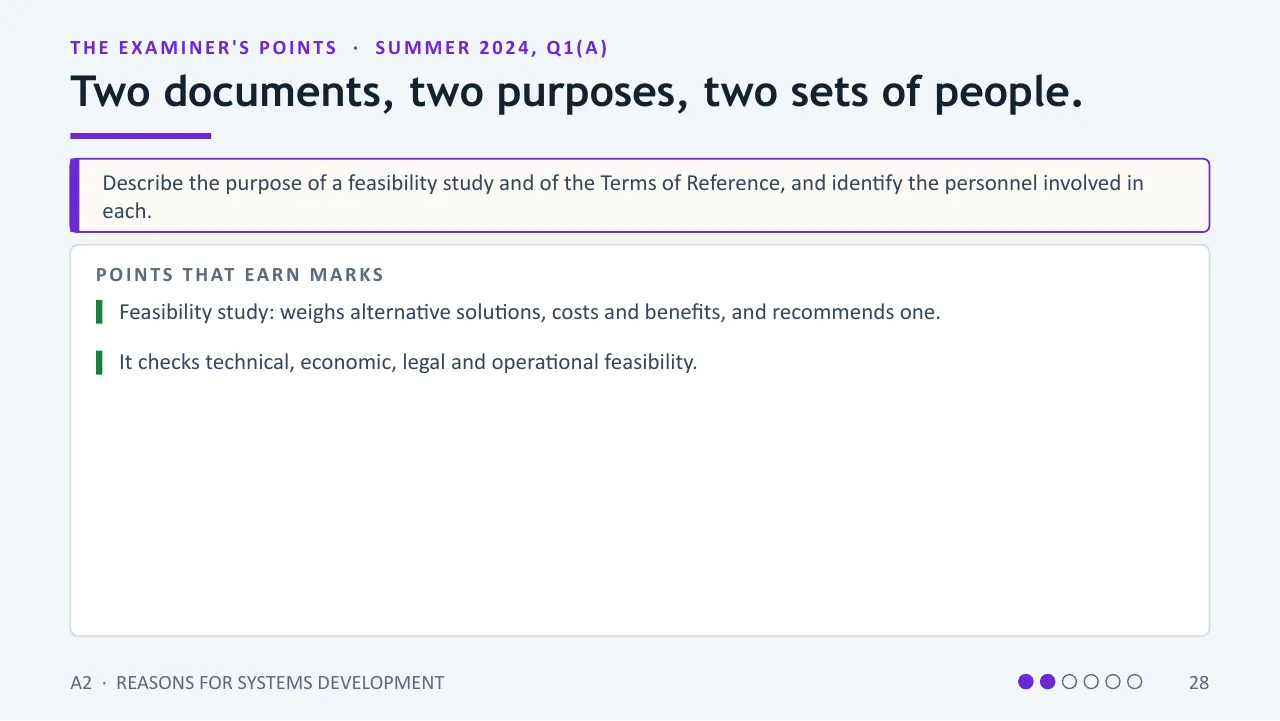 THE EXAMINER'S POINTS · SUMMER 2024, Q1(A)
Two documents, two purposes, two sets of people.
Describe the purpose of a feasibility study and of the Terms of Reference, and identify the personnel involved in
each.
POINTS THAT EARN MARKS
Feasibility study: weighs alternative solutions, costs and benefits, and recommends one.
It checks technical, economic, legal and operational feasibility.
A2 · REASONS FOR SYSTEMS DEVELOPMENT
28